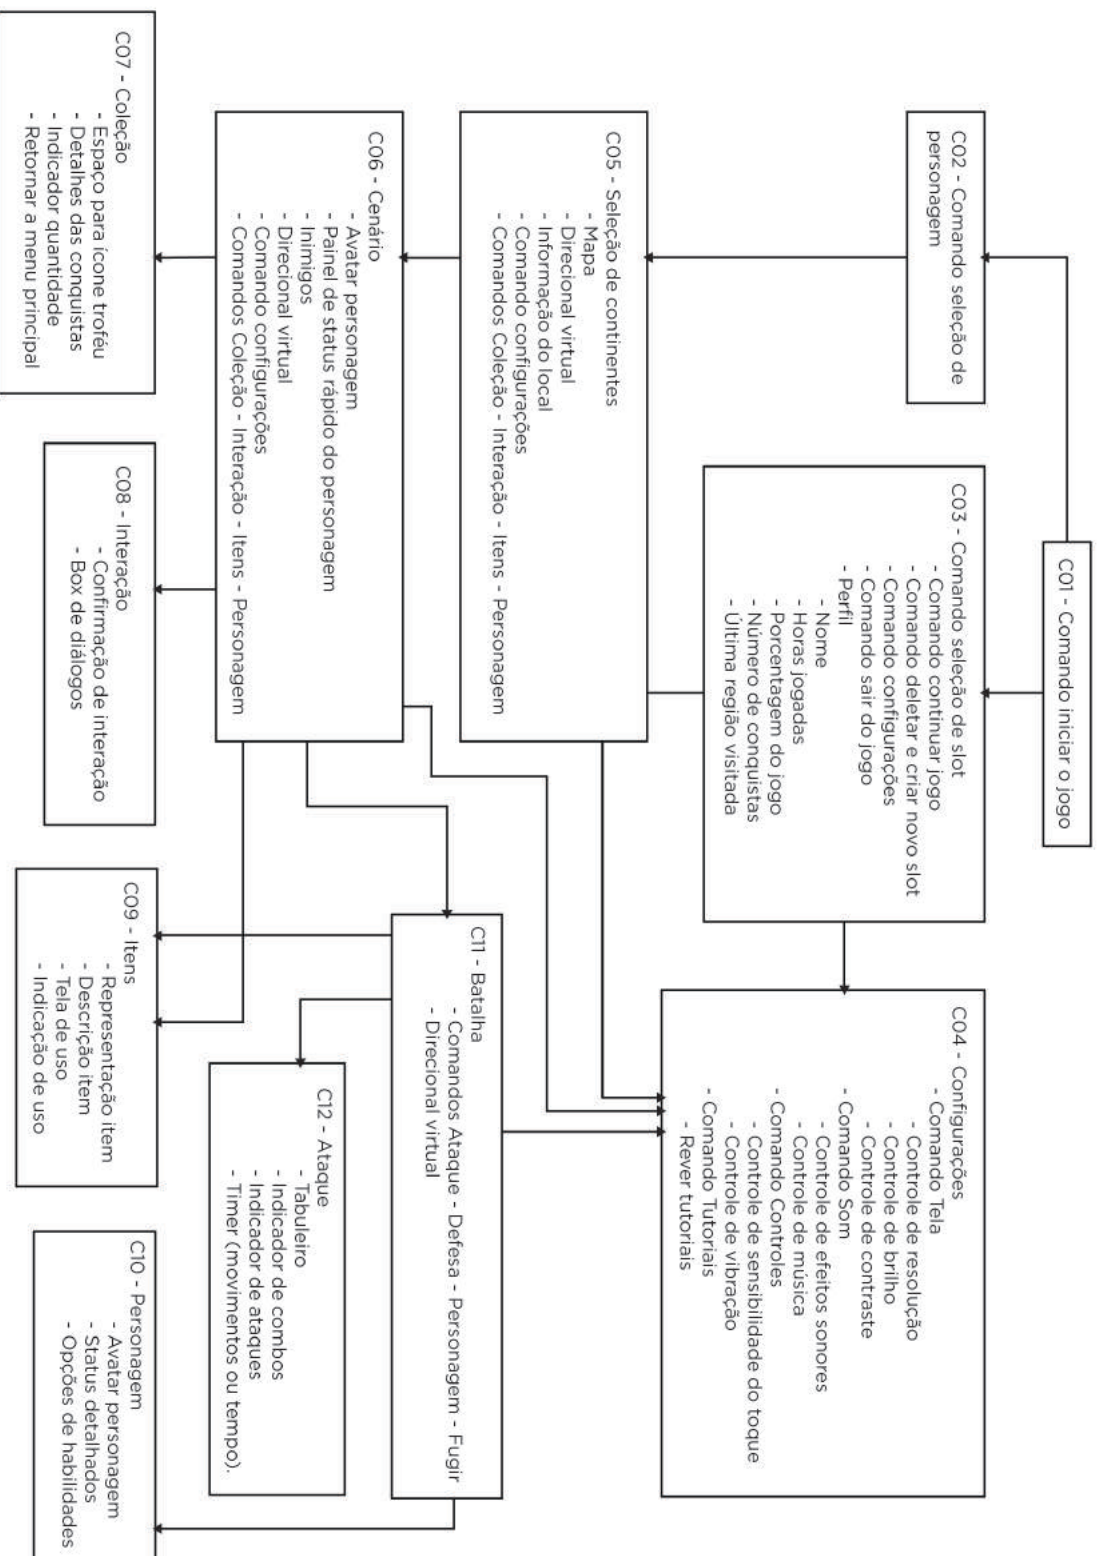 C01 - Comando iniciar o jogo
C02 - Comando seleção de
personagem
C03 - Comando seleção de slot
- Comando continuar jogo
- Comando deletar e criar novo slot
- Comando configurações
- Comando sair do jogo
- Perfil
- Nome
- Horas jogadas
- Porcentagem do jogo
- Número de conquistas
- Última região visitada
C04 - Configurações
- Comando Tela
- Controle de resolução
- Controle de brilho
- Controle de contraste
- Comando Som
- Controle de efeitos sonores
- Controle de música
- Comando Controles
- Controle de sensibilidade do toque
- Controle de vibração
- Comando Tutoriais
- Rever tutoriais
C05 - Seleção de continentes
- Mapa
- Direcional virtual
- Informação do local
- Comando configurações
- Comandos Coleção - Interação - Itens - Personagem
C06 - Cenário
- Avatar personagem
- Painel de status rápido do personagem
- Inimigos
- Direcional virtual
- Comando configurações
- Comandos Coleção - Interação - Itens - Personagem
C11 - Batalha
- Comandos Ataque - Defesa - Personagem - Fugir
- Direcional virtual
C12 - Ataque
- Tabuleiro
- Indicador de combos
- Indicador de ataques
- Timer (movimentos ou tempo).
C07 - Coleção
- Espaço para ícone troféu
- Detalhes das conquistas
- Indicador quantidade
- Retornar a menu principal
C08 - Interação
- Confirmação de interação
- Box de diálogos
C09 - Itens
- Representação item
- Descrição item
- Tela de uso
- Indicação de uso
C10 - Personagem
- Avatar personagem
- Status detalhados
- Opções de habilidades